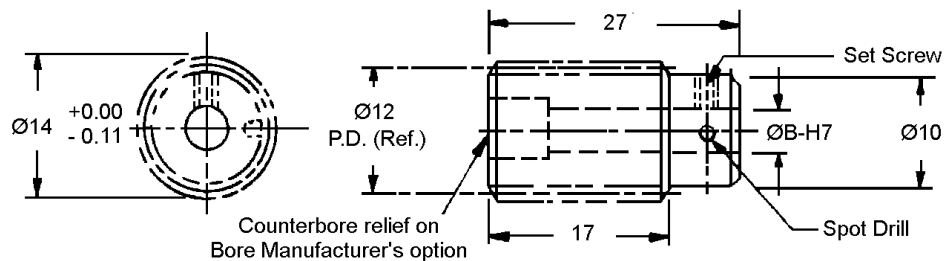 27
Set Screw
Ø14 +0.00
- 0.11
Ø12
P.D. (Ref.)
ØB-H7
Ø10
Counterbore relief on
Bore Manufacturer's option
17
Spot Drill